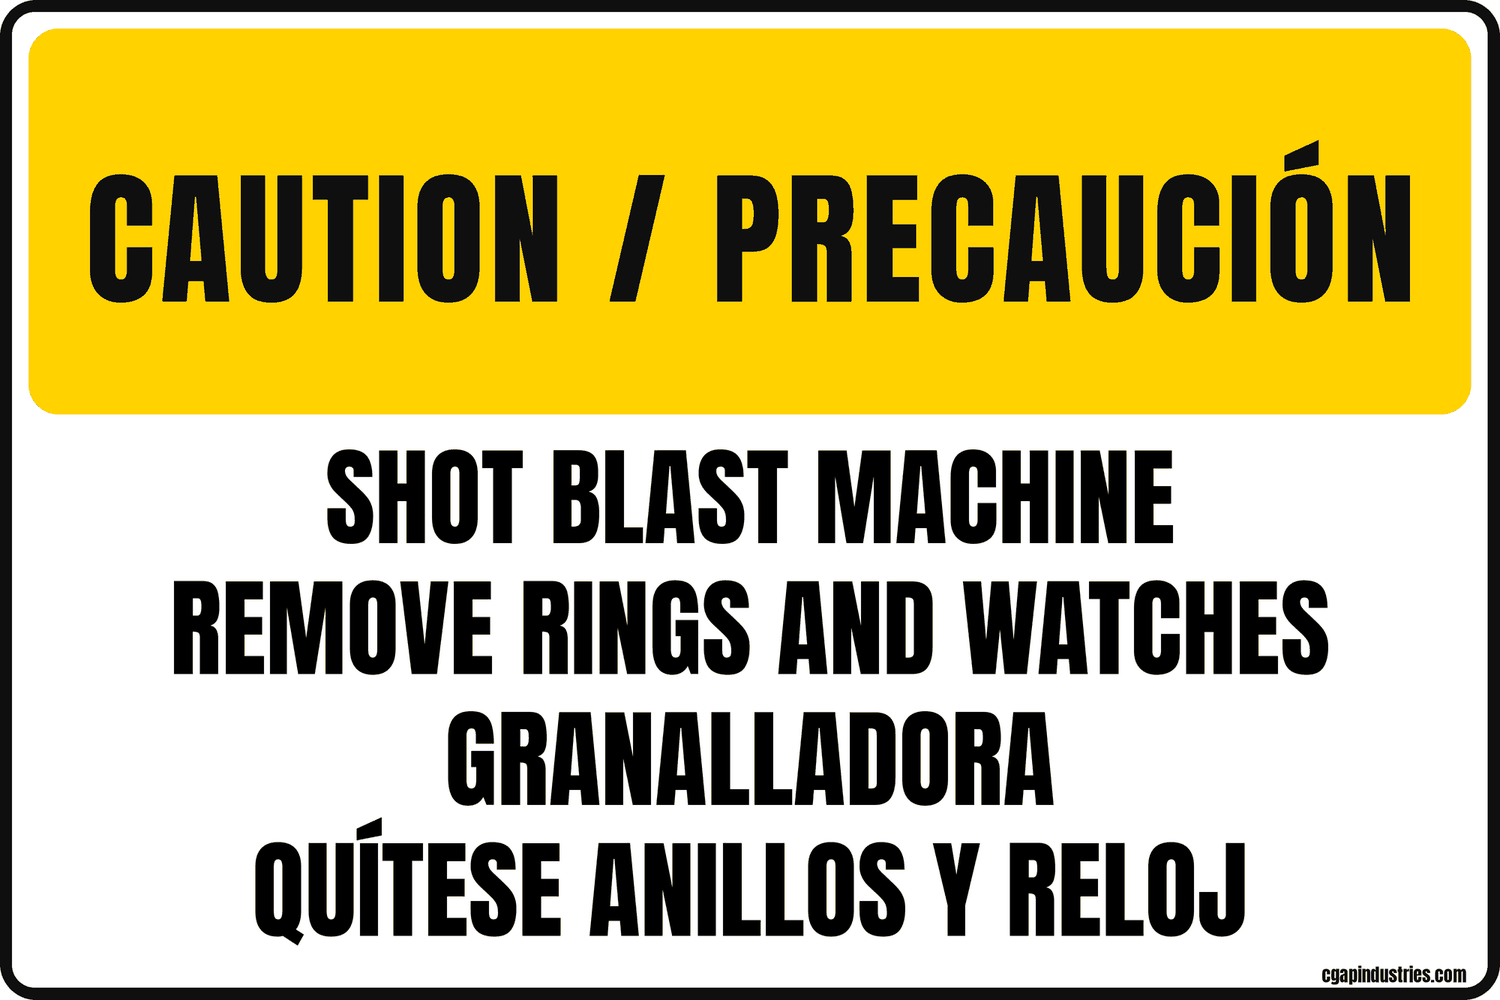 CAUTION / PRECAUCIÓN
SHOT BLAST MACHINE
REMOVE RINGS AND WATCHES
GRANALLADORA
QUÍTESE ANILLOS Y RELOJ
cgapindustries.com